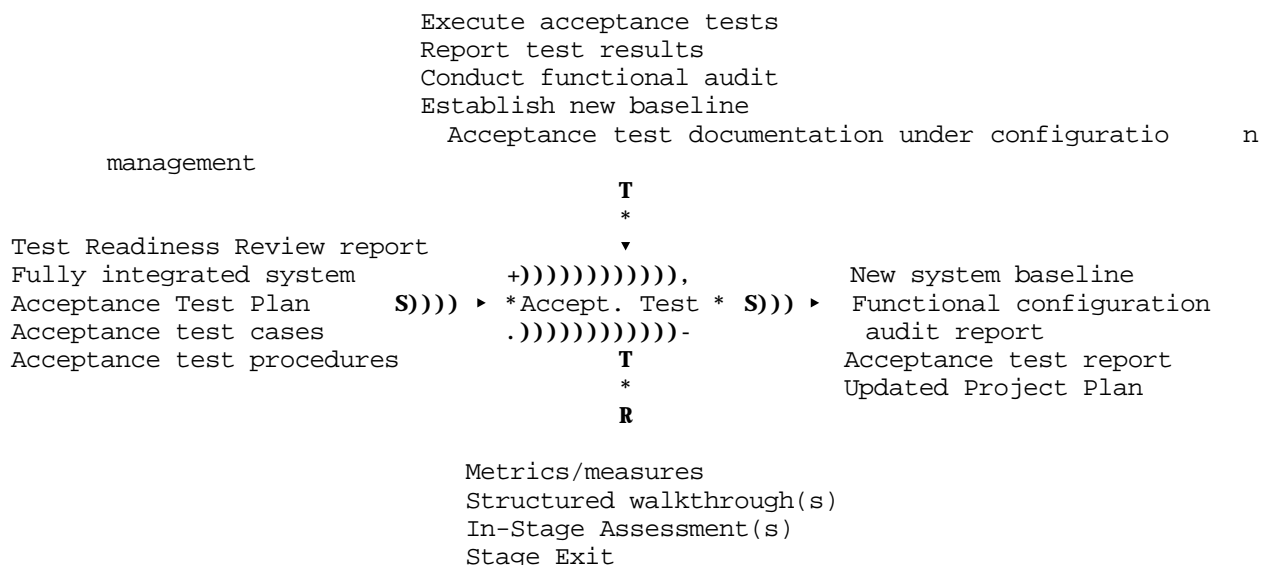 Execute acceptance tests
Report test results
Conduct functional audit
Establish new baseline
Acceptance test documentation under configuratio n
management
T
*
▼
Test Readiness Review report
Fully integrated system +)))))))))))), New system baseline
Acceptance Test Plan S)))) ► *Accept. Test * S))) ► Functional configuration
Acceptance test cases .))))))))))))- audit report
Acceptance test procedures T Acceptance test report
* Updated Project Plan
R
Metrics/measures
Structured walkthrough(s)
In-Stage Assessment(s)
Stage Exit